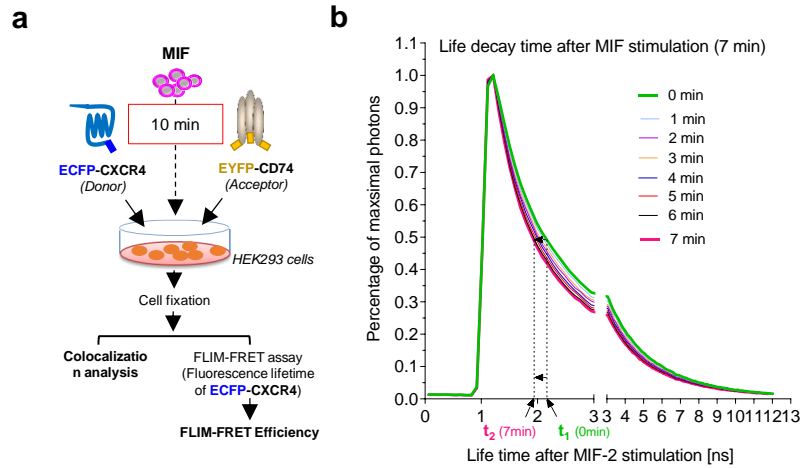 a
MIF
10 min
ECFP-CXCR4
(Donor)
EYFP-CD74
(Acceptor)
HEK293 cells
Cell fixation
Colocalizatio
n analysis
FLIM-FRET assay
(Fluorescence lifetime
of ECFP-CXCR4)
FLIM-FRET Efficiency
b
Life decay time after MIF stimulation (7 min)
Percentage of maxsimal photons
1.1
1.0
0.9
0.8
0.7
0.6
0.5
0.4
0.3
0.2
0.1
0.0
0 min
1 min
2 min
3 min
4 min
5 min
6 min
7 min
0 1 2 3 3 4 5 6 7 8 9 10 11 12 13
t2 (7min) t1 (0min)
Life time after MIF-2 stimulation [ns]